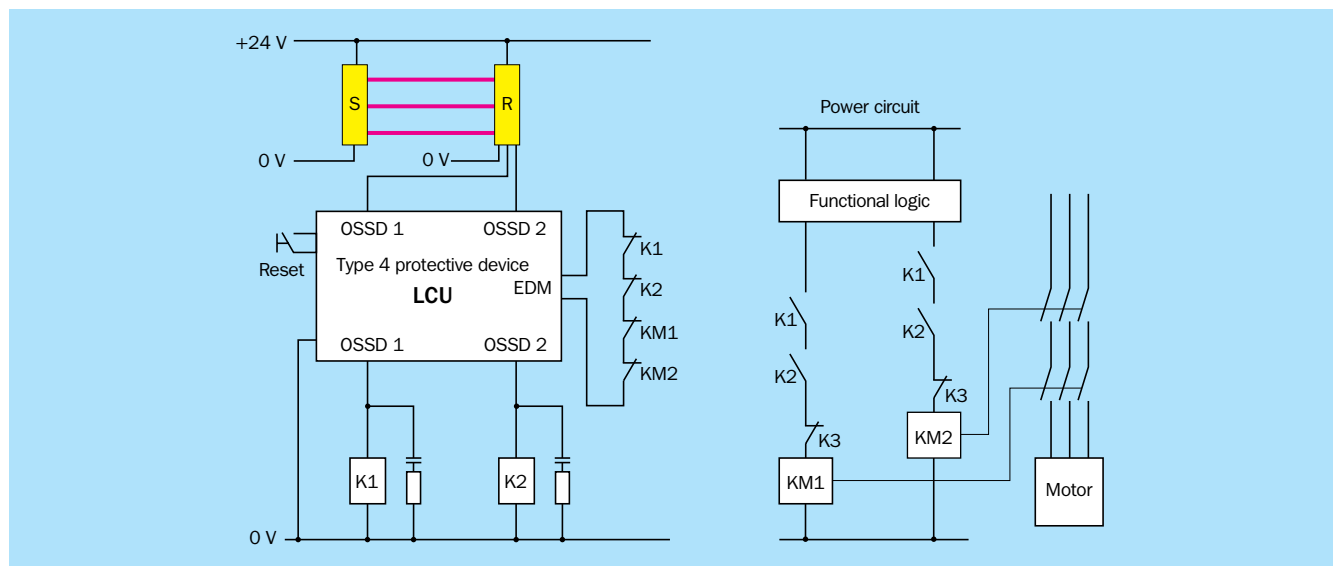 +24 V
S
R
0 V
0 V
OSSD 1
OSSD 2
Reset
Type 4 protective device
LCU
EDM
OSSD 1
OSSD 2
K1
K2
KM1
KM2
K1
K2
0 V
Power circuit
Functional logic
K1
K1
K2
K2
K3
K3
KM2
KM1
Motor